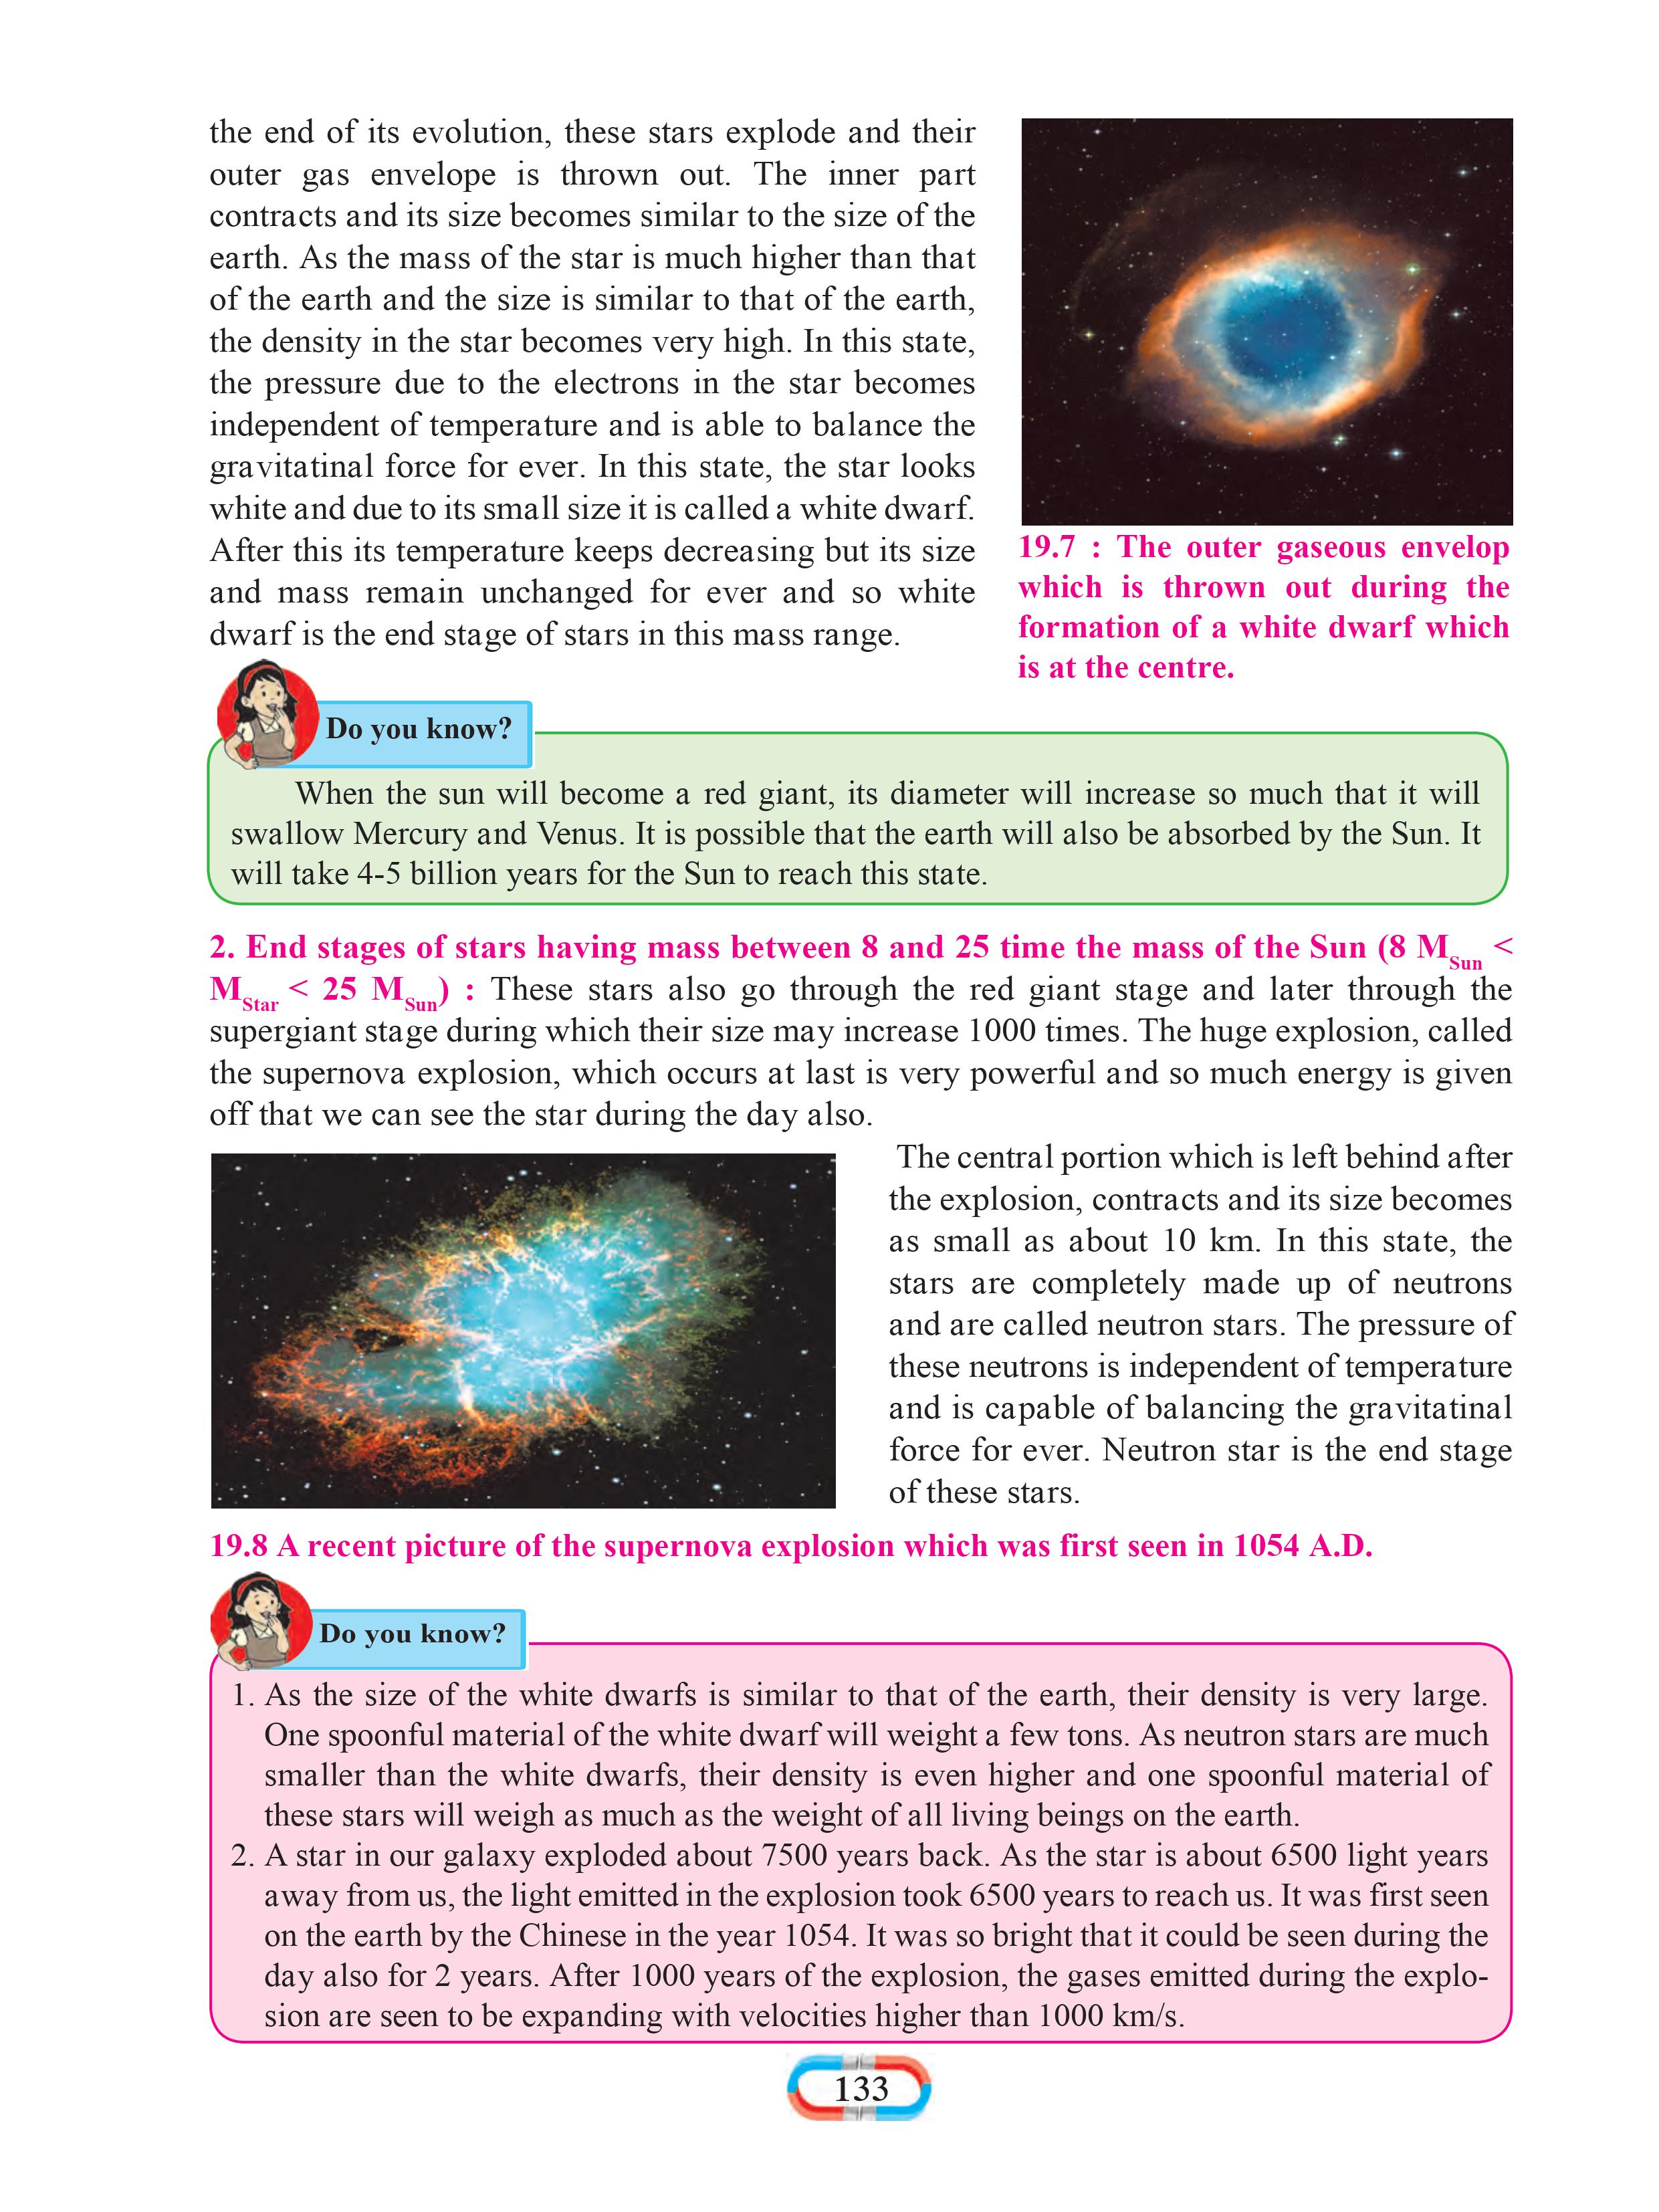 the end of its evolution, these stars explode and their
outer gas envelope is thrown out. The inner part
contracts and its size becomes similar to the size of the
earth. As the mass of the star is much higher than that
of the earth and the size is similar to that of the earth,
the density in the star becomes very high. In this state,
the pressure due to the electrons in the star becomes
independent of temperature and is able to balance the
gravitatinal force for ever. In this state, the star looks
white and due to its small size it is called a white dwarf.
After this its temperature keeps decreasing but its size
and mass remain unchanged for ever and so white
dwarf is the end stage of stars in this mass range.
19.7 : The outer gaseous envelop
which is thrown out during the
formation of a white dwarf which
is at the centre.
Do you know?
When the sun will become a red giant, its diameter will increase so much that it will
swallow Mercury and Venus. It is possible that the earth will also be absorbed by the Sun. It
will take 4-5 billion years for the Sun to reach this state.
2. End stages of stars having mass between 8 and 25 time the mass of the Sun (8 M_Sun <
M_Star < 25 M_Sun) : These stars also go through the red giant stage and later through the
supergiant stage during which their size may increase 1000 times. The huge explosion, called
the supernova explosion, which occurs at last is very powerful and so much energy is given
off that we can see the star during the day also.
The central portion which is left behind after
the explosion, contracts and its size becomes
as small as about 10 km. In this state, the
stars are completely made up of neutrons
and are called neutron stars. The pressure of
these neutrons is independent of temperature
and is capable of balancing the gravitatinal
force for ever. Neutron star is the end stage
of these stars.
19.8 A recent picture of the supernova explosion which was first seen in 1054 A.D.
Do you know?
1. As the size of the white dwarfs is similar to that of the earth, their density is very large.
One spoonful material of the white dwarf will weight a few tons. As neutron stars are much
smaller than the white dwarfs, their density is even higher and one spoonful material of
these stars will weigh as much as the weight of all living beings on the earth.
2. A star in our galaxy exploded about 7500 years back. As the star is about 6500 light years
away from us, the light emitted in the explosion took 6500 years to reach us. It was first seen
on the earth by the Chinese in the year 1054. It was so bright that it could be seen during the
day also for 2 years. After 1000 years of the explosion, the gases emitted during the explo-
sion are seen to be expanding with velocities higher than 1000 km/s.
133